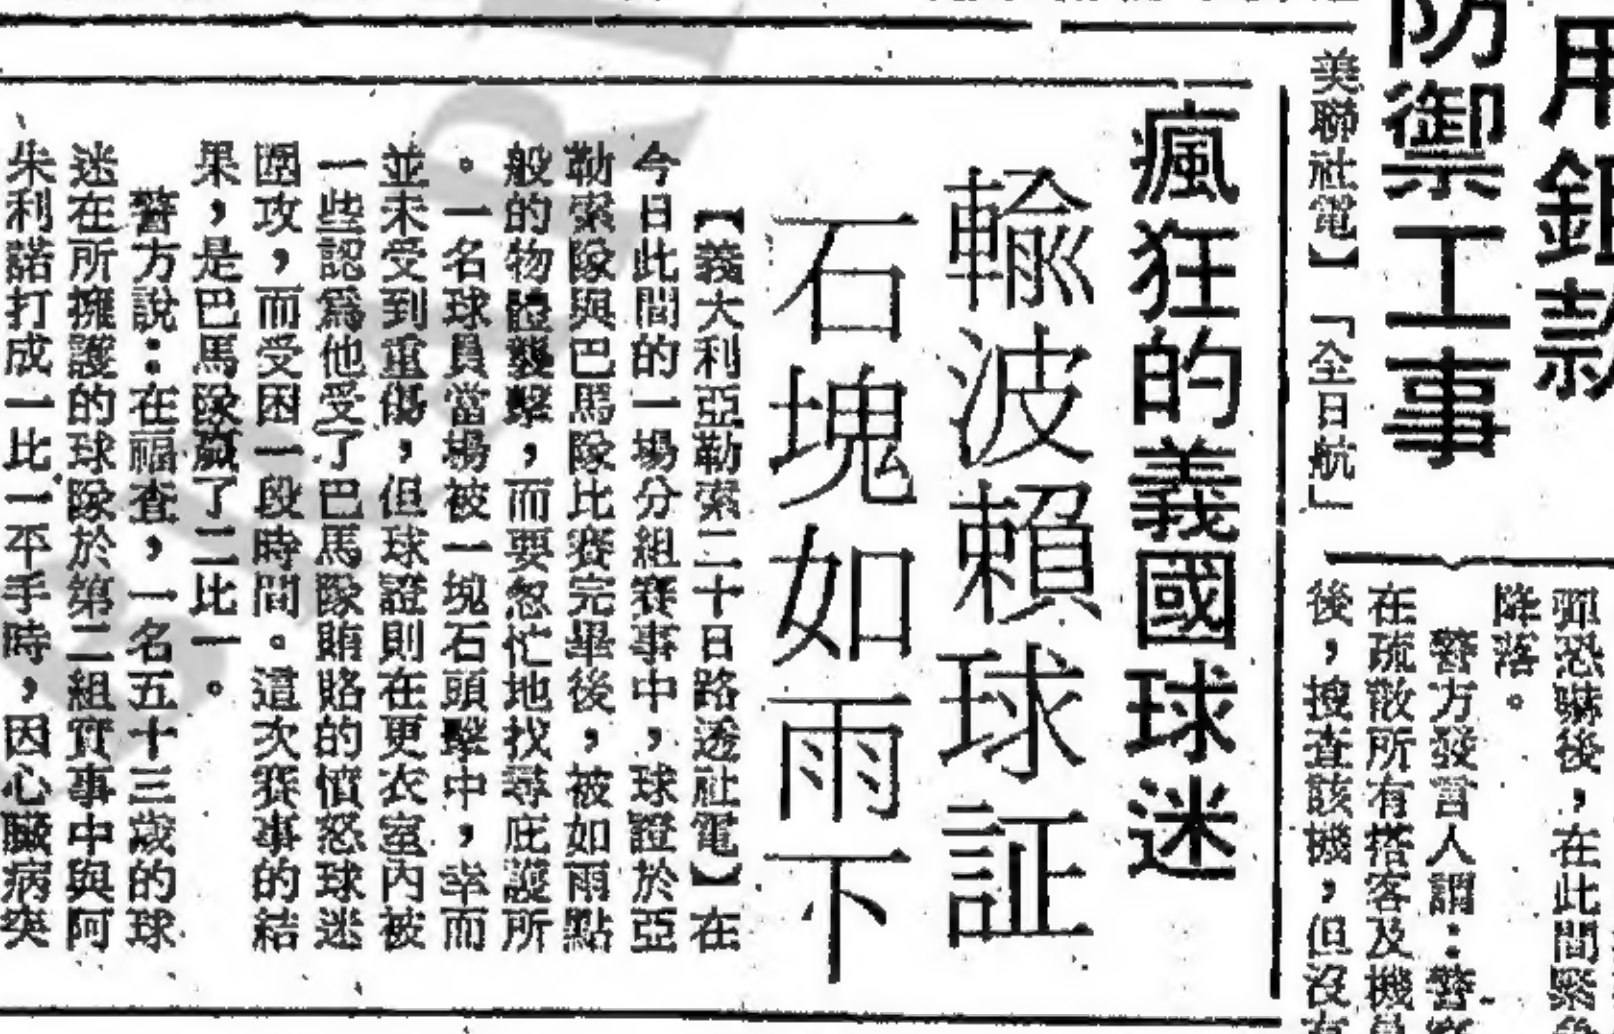 用鉅款
防禦工事
美聯社電】「全日航」
彈恐嚇後，在此間緊急
降落。
警方發言人謂：警
在疏散所有搭客及機
後，搜查該機，但沒有
瘋狂的義國球迷
輸波賴球証
石塊如雨下
【義大利亞勒索二十日路透社電】在
今日此間的一場分組賽事中，球證於亞
勒索隊與巴馬隊比賽完畢後，被如雨點
般的物體襲擊，而要忽忙地找尋庇護所
。一名球員當場被一塊石頭擊中，幸而
並未受到重傷，但球證則在更衣室內被
一些認爲他受了巴馬隊賄賂的憤怒球迷
圍攻，而受困一段時間。這次賽事的結
果，是巴馬隊贏了二比一。
警方說：在福查，一名五十三歲的球
迷在所擁護的球隊於第二組賽事中與阿
朱利諾打成一比一平手時，因心臟病突